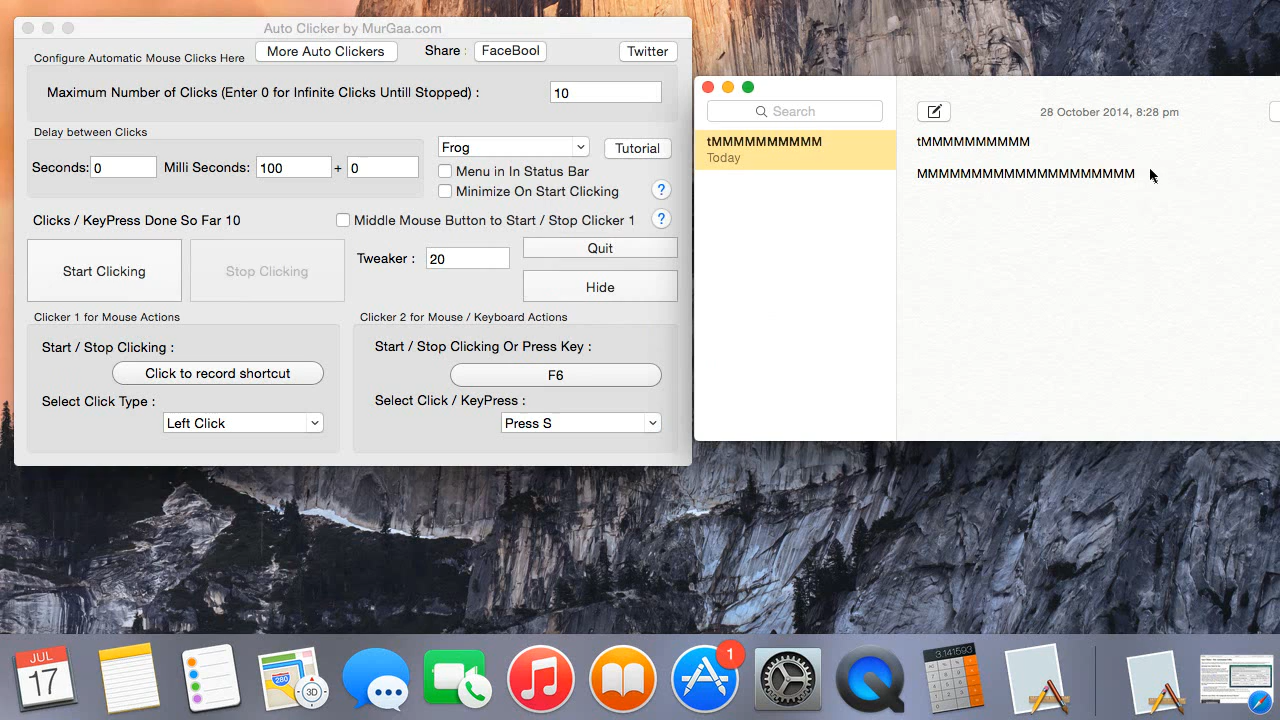 Auto Clicker by MurGaa.com
Configure Automatic Mouse Clicks Here
More Auto Clickers
Share :
FaceBool
Twitter
Maximum Number of Clicks (Enter 0 for Infinite Clicks Untill Stopped) :
10
Delay between Clicks
Seconds: 0
Milli Seconds: 100 + 0
Frog
Tutorial
Menu in In Status Bar
Minimize On Start Clicking
?
Clicks / KeyPress Done So Far 10
Middle Mouse Button to Start / Stop Clicker 1
?
Start Clicking
Stop Clicking
Tweaker : 20
Quit
Hide
Clicker 1 for Mouse Actions
Start / Stop Clicking :
Click to record shortcut
Select Click Type :
Left Click
Clicker 2 for Mouse / Keyboard Actions
Start / Stop Clicking Or Press Key :
F6
Select Click / KeyPress :
Press S
Search
tMMMMMMMMMM
Today
28 October 2014, 8:28 pm
tMMMMMMMMMM
MMMMMMMMMMMMMMMMMMMM
JUL
17
280
3D
1
3.141593